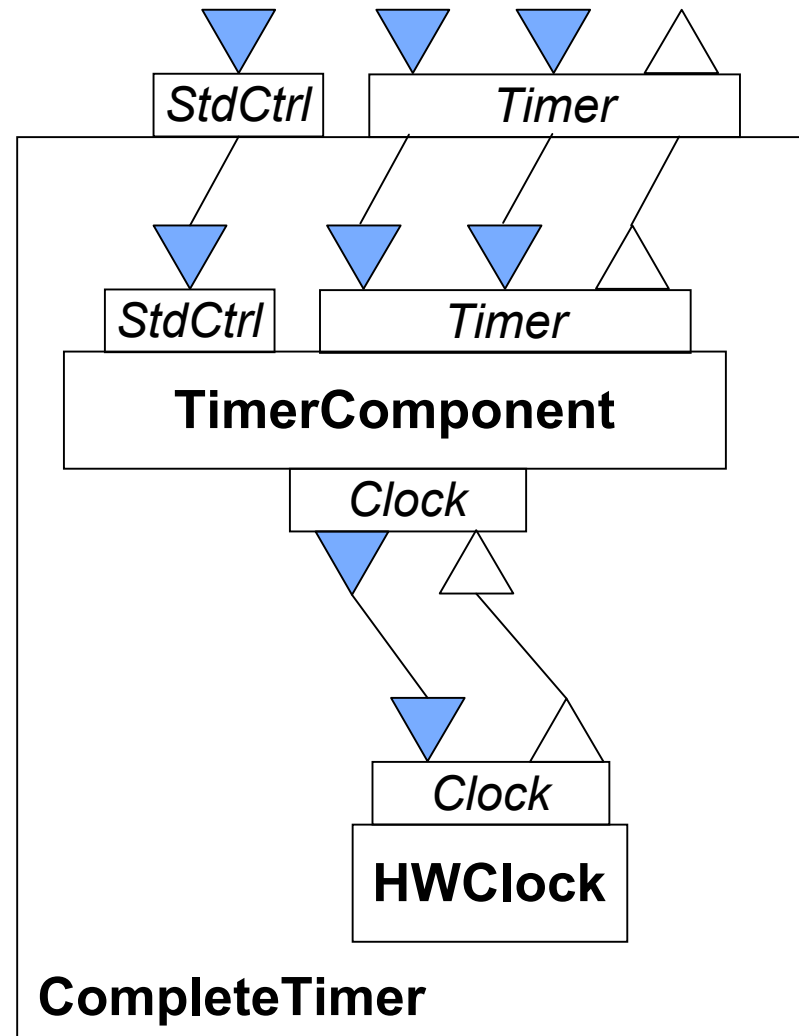 StdCtrl Timer
StdCtrl Timer
TimerComponent
Clock
Clock
HWClock
CompleteTimer